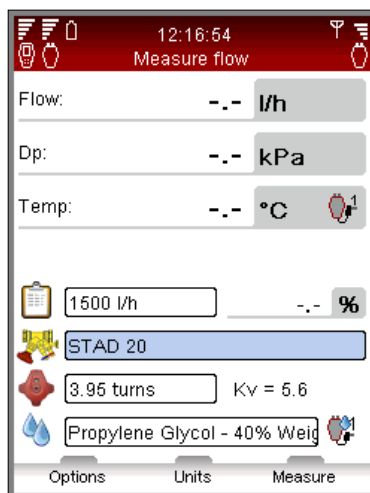 12:16:54
Measure flow
Flow: -.- l/h
Dp: -.- kPa
Temp: -.- °C 1
1500 l/h -.- %
STAD 20
3.95 turns Kv = 5.6
Propylene Glycol - 40% Weig
Options Units Measure